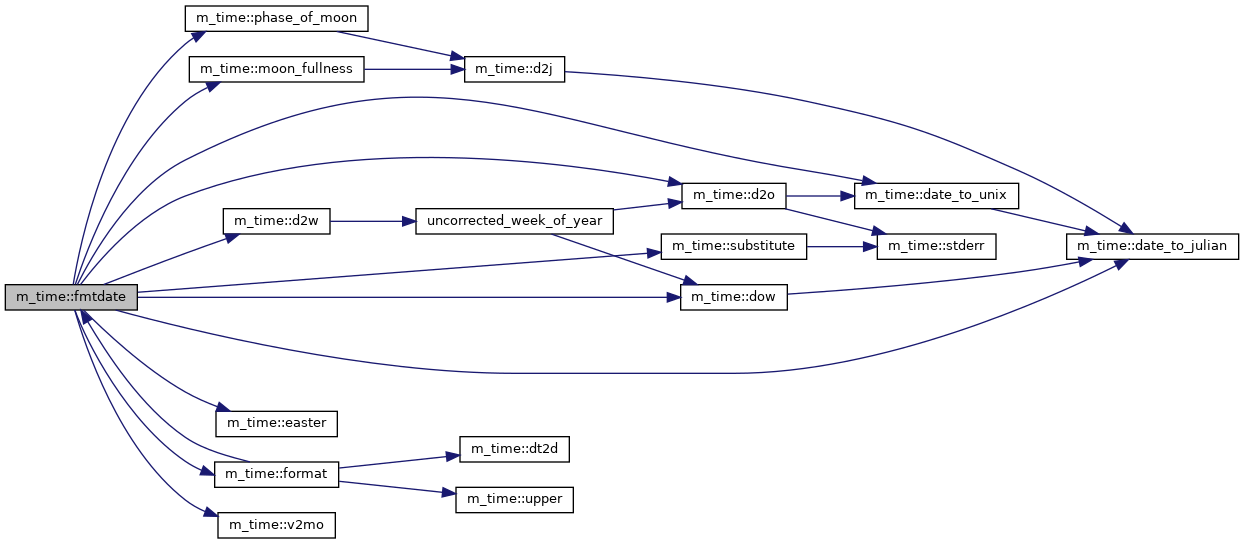 m_time::phase_of_moon
m_time::moon_fullness
m_time::d2j
m_time::d2o
m_time::date_to_unix
m_time::d2w
uncorrected_week_of_year
m_time::substitute
m_time::stderr
m_time::date_to_julian
m_time::fmtdate
m_time::dow
m_time::easter
m_time::dt2d
m_time::format
m_time::upper
m_time::v2mo